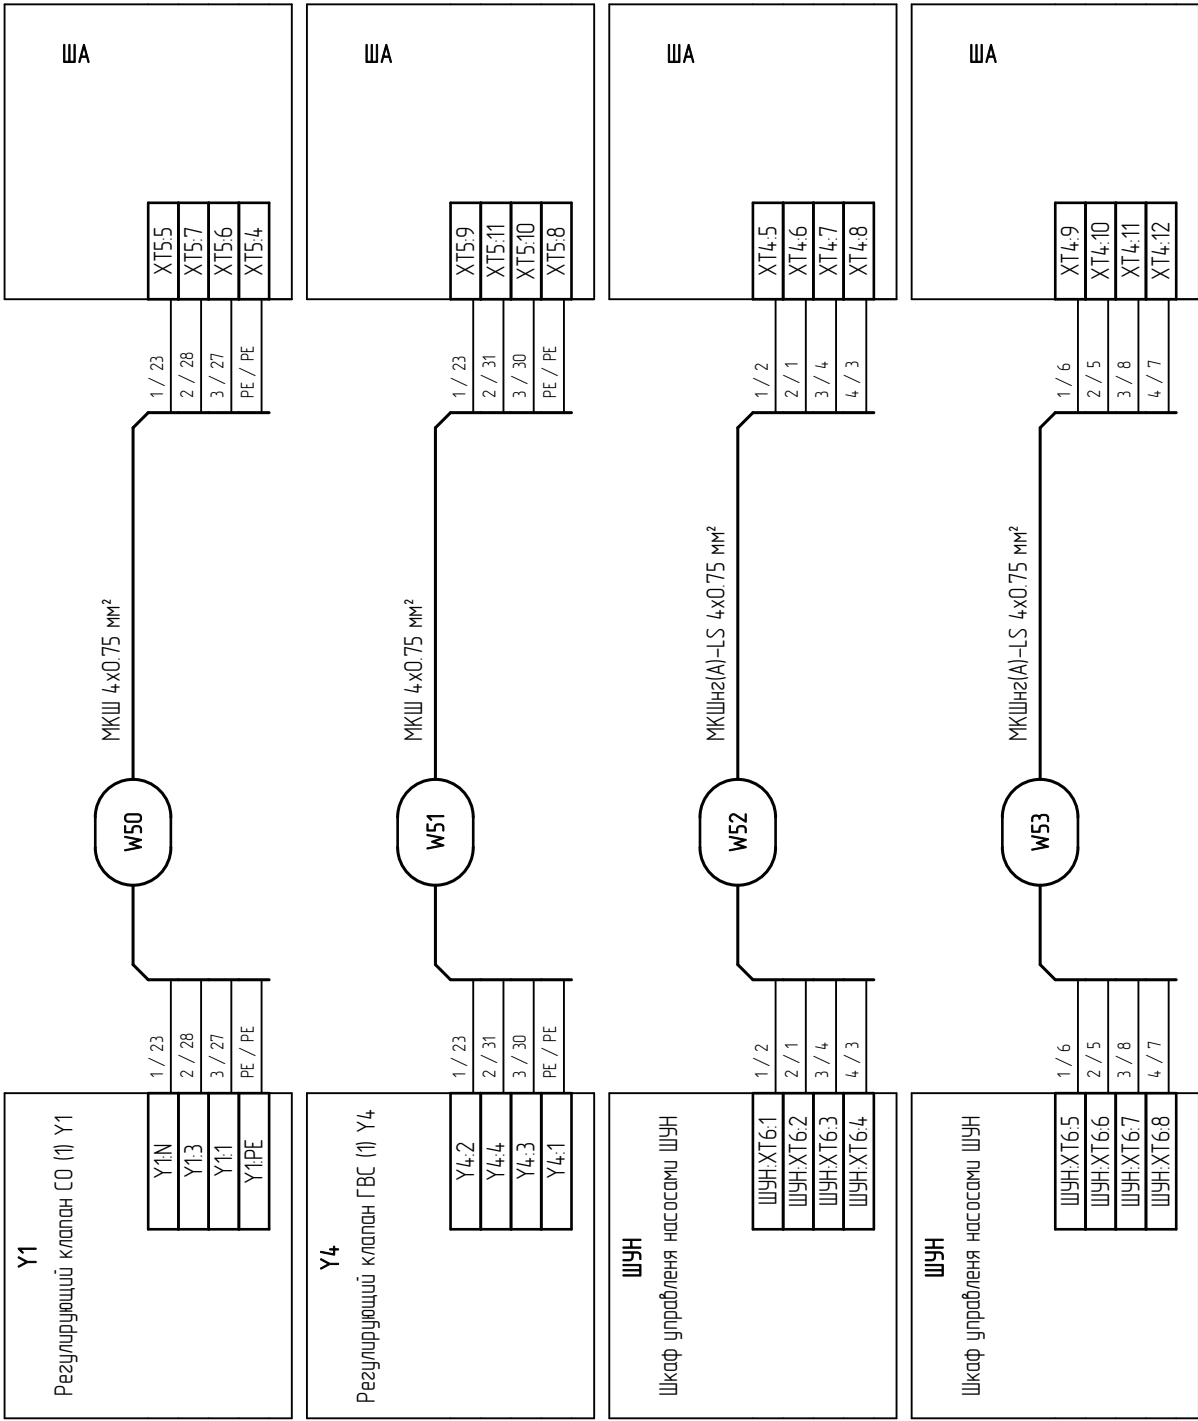 Y1
Регулирующий клапан СО (1) Y1
Y1:N
Y1:3
Y1:1
Y1:PE
1 / 23
2 / 28
3 / 27
PE / PE
W50
МКШ 4x0.75 мм²
1 / 23
2 / 28
3 / 27
PE / PE
XT5:5
XT5:7
XT5:6
XT5:4
ША
Y4
Регулирующий клапан ГВС (1) Y4
Y4:2
Y4:4
Y4:3
Y4:1
1 / 23
2 / 31
3 / 30
PE / PE
W51
МКШ 4x0.75 мм²
1 / 23
2 / 31
3 / 30
PE / PE
XT5:9
XT5:11
XT5:10
XT5:8
ША
ШУН
Шкаф управленя насосами ШУН
ШУН:XT6:1
ШУН:XT6:2
ШУН:XT6:3
ШУН:XT6:4
1 / 2
2 / 1
3 / 4
4 / 3
W52
МКШнг(А)-LS 4x0.75 мм²
1 / 2
2 / 1
3 / 4
4 / 3
XT4:5
XT4:6
XT4:7
XT4:8
ША
ШУН
Шкаф управленя насосами ШУН
ШУН:XT6:5
ШУН:XT6:6
ШУН:XT6:7
ШУН:XT6:8
1 / 6
2 / 5
3 / 8
4 / 7
W53
МКШнг(А)-LS 4x0.75 мм²
1 / 6
2 / 5
3 / 8
4 / 7
XT4:9
XT4:10
XT4:11
XT4:12
ША